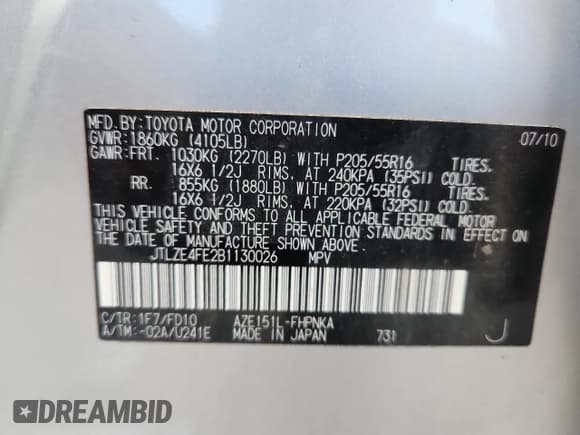 MFD.BY:TOYOTA MOTOR CORPORATION 07/10
GVWR:1860KG (4105LB)
GAWR:FRT. 1030KG (2270LB) WITH P205/55R16 TIRES.
16X6 1/2J RIMS. AT 240KPA (35PSI) COLD.
RR. 855KG (1880LB) WITH P205/55R16 TIRES.
16X6 1/2J RIMS. AT 220KPA (32PSI) COLD.
THIS VEHICLE CONFORMS TO ALL APPLICABLE FEDERAL MOTOR
VEHICLE SAFETY AND THEFT PREVENTION STANDARDS IN EFFECT ON
THE DATE OF MANUFACTURE SHOWN ABOVE.
JTLZE4FE2B1130026 MPV
C/TR:1F7/FD10 AZE151L-FHPNKA
A/TM:-02A/U241E MADE IN JAPAN 731 J
DREAMBID